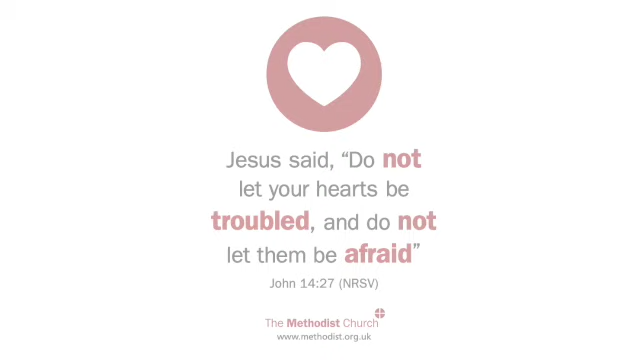 Jesus said, “Do not
let your hearts be
troubled, and do not
let them be afraid”
John 14:27 (NRSV)
The Methodist Church
www.methodist.org.uk